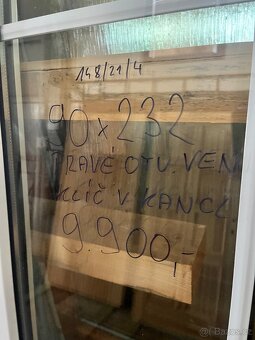 148/21/4
90x232
PRAVÉ OTV. VEN
KLÍČ V KANCL.
9.900,-